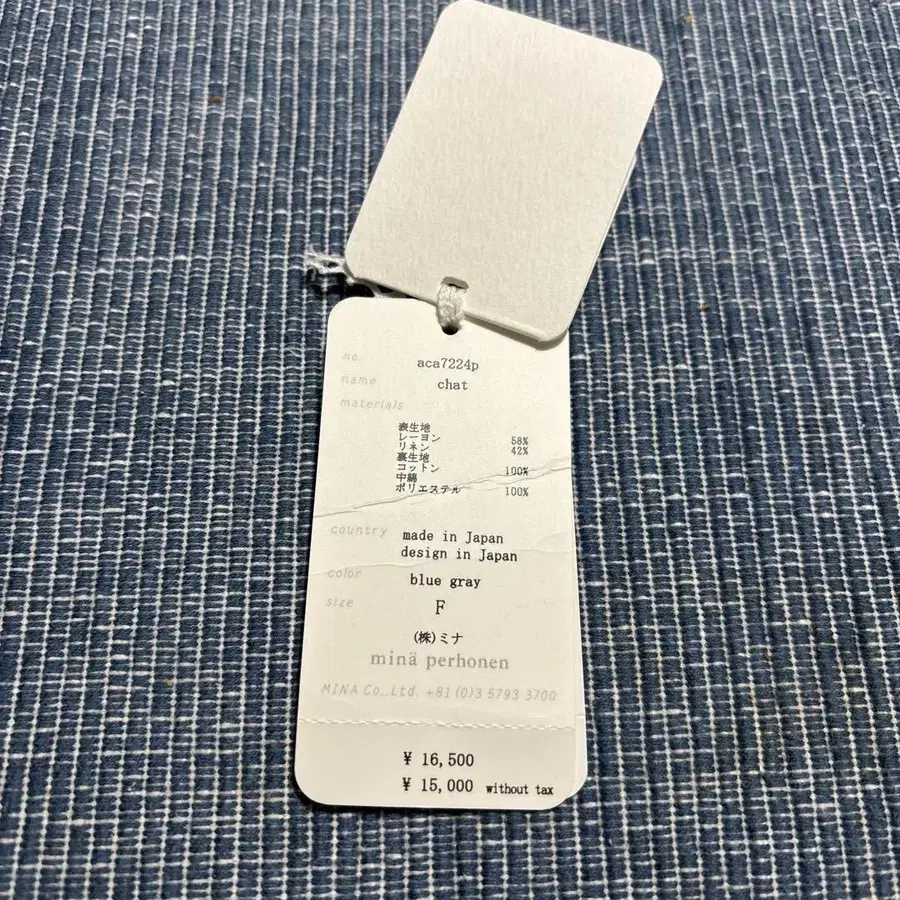 no. aca7224p
name chat
materials
表生地
レーヨン 58%
リネン 42%
裏生地
コットン 100%
中綿
ポリエステル 100%
country made in Japan
design in Japan
color blue gray
size F
(株)ミナ
minä perhonen
MINA Co.,Ltd. +81 (0)3 5793 3700
¥ 16,500
¥ 15,000 without tax